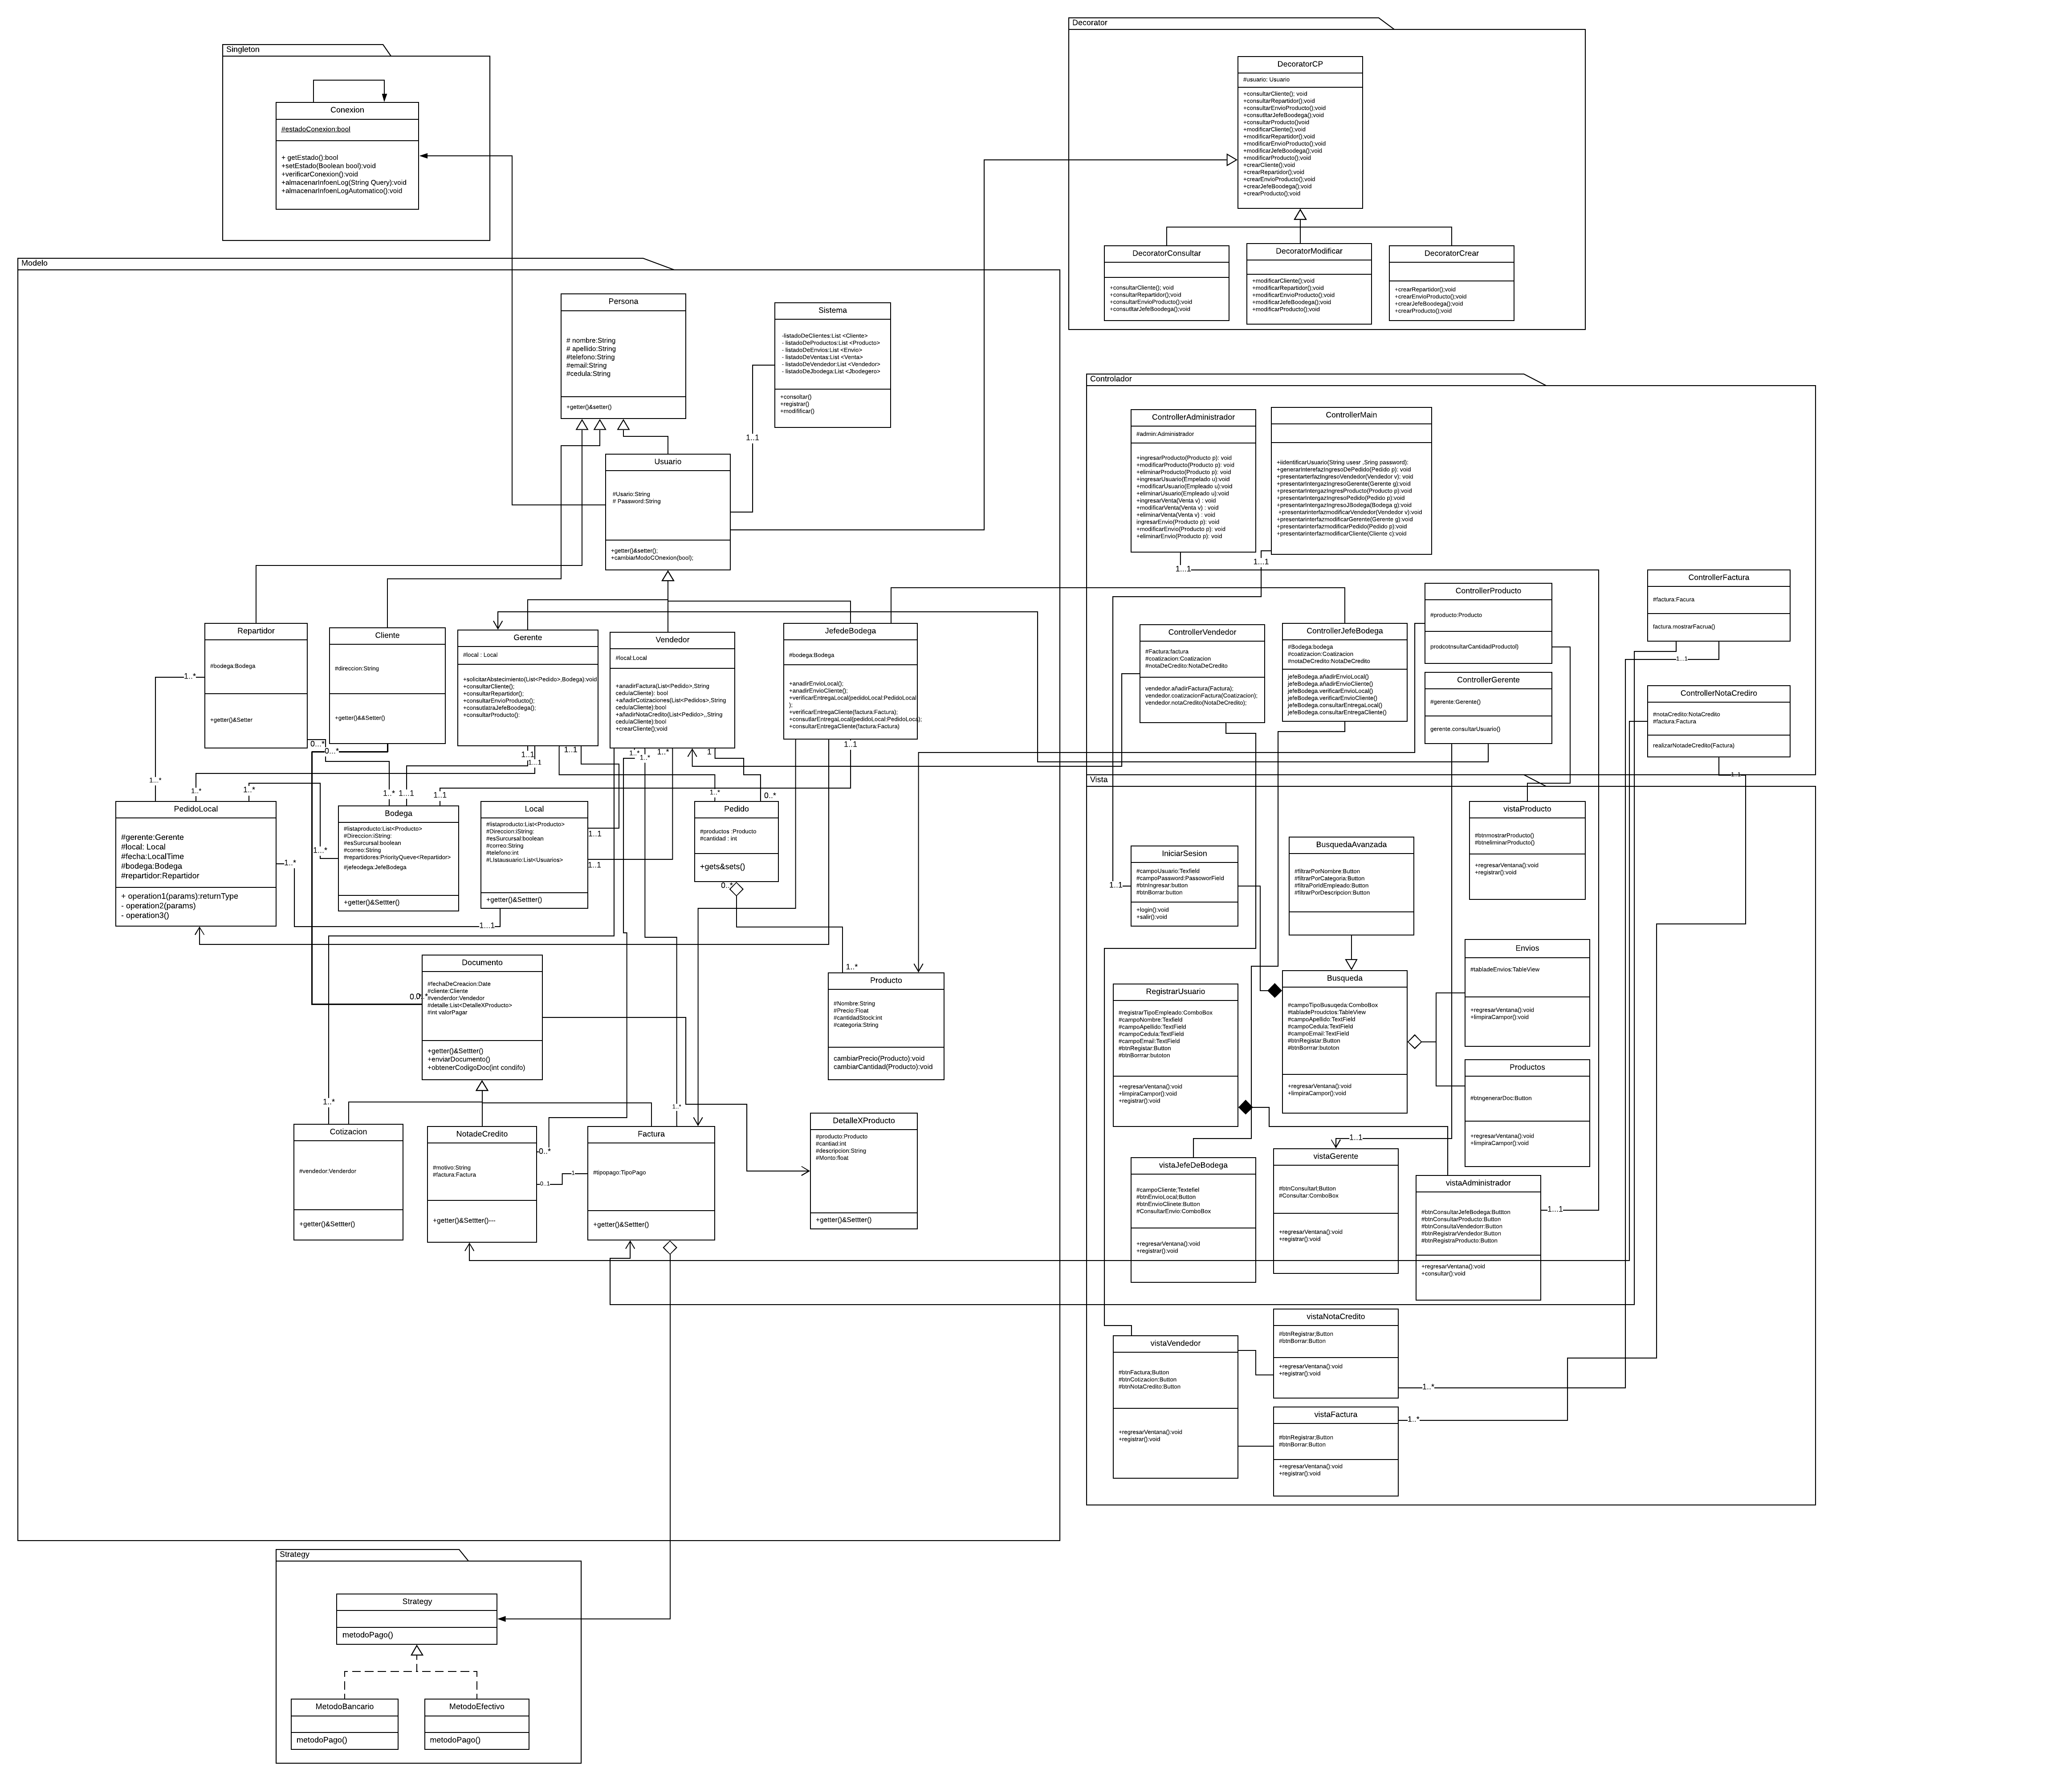 Singleton
Conexion
#estadoConexion:bool
+ getEstado():bool
+setEstado(Boolean bool):void
+verificarConexion():void
+almacenarInfoenLog(String Query):void
+almacenarInfoenLogAutomatico():void
Decorator
DecoratorCP
#usuario: Usuario
+consultarCliente(); void
+consultarRepartidor();void
+consultarEnvioProducto():void
+consutltarJefeBoodega();void
+consultarProducto()void
+modificarCliente();void
+modificarRepartidor();void
+modificarEnvioProducto();void
+modificarJefeBoodega();void
+modificarProducto();void
+crearCliente();void
+crearRepartidor();void
+crearEnvioProducto();void
+crearJefeBoodega();void
+crearProducto();void
DecoratorConsultar
+consultarCliente(); void
+consultarRepartidor();void
+consultarEnvioProducto();void
+consutltarJefeBoodega();void
DecoratorModificar
+modificarCliente();void
+modificarRepartidor();void
+modificarEnvioProducto();void
+modificarJefeBoodega();void
+modificarProducto();void
DecoratorCrear
+crearRepartidor();void
+crearEnvioProducto();void
+crearJefeBoodega();void
+crearProducto();void
Modelo
Persona
# nombre:String
# apellido:String
#telefono:String
#email:String
#cedula:String
+getter()&setter()
Sistema
-listadoDeClientes:List <Cliente>
- listadoDeProductos:List <Producto>
- listadoDeEnvios:List <Envio>
- listadoDeVentas:List <Venta>
- listadoDeVendedor:List <Vendedor>
- listadoDeJbodega:List <Jbodegero>
+consoltar()
+registrar()
+modifificar()
1..1
Usuario
#Usario:String
# Password:String
+getter()&setter();
+cambiarModoCOnexion(bool);
Repartidor
#bodega:Bodega
+getter()&Setter
Cliente
#direccion:String
+getter()&&Setter()
Gerente
#local : Local
+solicitarAbstecimiento(List<Pedido>,Bodega):void
+consultarCliente();
+consultarRepartidor();
+consultarEnvioProducto();
+consutlatraJefeBoodega();
+consultarProducto():
Vendedor
#local:Local
+anadirFactura(List<Pedido>,String
cedulaCliente): bool
+añadirCotizaciones(List<Pedidos>,String
cedulaCliente):bool
+añadirNotaCredito(List<Pedido>,,String
cedulaCliente):bool
+crearCliente();void
JefedeBodega
#bodega:Bodega
+anadirEnvioLocal();
+anadirEnvioCliente();
+verificarEntregaLocal(pedidoLocal:PedidoLocal
);
+verificarEntregaCliente(factura:Factura);
+consutlarEntregaLocal(pedidoLocal:PedidoLocal);
+consultarEntregaCliente(factura:Factura)
1..*
0...*
0...*
1..1
1...1
1..1
1..*
1..*
1..*
1
1..1
1..*
1..*
1..*
1..*
1...1
1..1
1..*
0..*
PedidoLocal
#gerente:Gerente
#local: Local
#fecha:LocalTime
#bodega:Bodega
#repartidor:Repartidor
+ operation1(params):returnType
- operation2(params)
- operation3()
1...*
1..*
Bodega
#listaproducto:List<Producto>
#Direccion:iString:
#esSurcursal:boolean
#correo:String
#repartidores:PriorityQueve<Repartidor>
#jefeodega:JefeBodega
+getter()&Settter()
Local
#listaproducto:List<Producto>
#Direccion:iString:
#esSurcursal:boolean
#correo:String
#telefono:int
#LIstausuario:List<Usuarios>
+getter()&Settter()
1..1
1..1
1...1
Pedido
#productos :Producto
#cantidad : int
+gets&sets()
0..*
1..*
Producto
#Nombre:String
#Precio:Float
#cantidadStock:int
#categoria:String
cambiarPrecio(Producto):void
cambiarCantidad(Producto):void
Documento
#fechaDeCreacion:Date
#cliente:Cliente
#venderdor:Vendedor
#detalle:List<DetalleXProducto>
#int valorPagar
+getter()&Settter()
+enviarDocumento()
+obtenerCodigoDoc(int condifo)
1..*
1..*
Cotizacion
#vendedor:Venderdor
+getter()&Settter()
NotadeCredito
#motivo:String
#factura:Factura
+getter()&Settter()---
0..*
0..1
1
Factura
#tipopago:TipoPago
+getter()&Settter()
DetalleXProducto
#producto:Producto
#cantiad:int
#descripcion:String
#Monto:float
+getter()&Settter()
Controlador
ControllerAdministrador
#admin:Administrador
+ingresarProducto(Producto p): void
+modificarProducto(Producto p): void
+eliminarProducto(Producto p): void
+ingresarUsuario(Empelado u):void
+modificarUsuario(Empleado u):void
+eliminarUsuario(Empleado u):void
+ingresarVenta(Venta v) : void
+modificarVenta(Venta v) : void
+eliminarVenta(Venta v) : void
ingresarEnvio(Producto p): void
+modificarEnvio(Producto p): void
+eliminarEnvio(Producto p): void
ControllerMain
+iidentificarUsuario(String usesr ,Sring password):
+generarInterefazIngresoDePedido(Pedido p): void
+presentarterfazIngresoVendedor(Vendedor v): void
+presentarIntergazIngresoGerente(Gerente g):void
+presentarIntergazIngresProducto(Producto p):void
+presentarIntergazIngresoPedido(Pedido p):void
+presentarIntergazIngresoJBodega(Bodega g):void
+presentarinterfazmodificarVendedor(Vendedor v):void
+presentarinterfazmodificarGerente(Gerente g):void
+presentarinterfazmodificarPedido(Pedido p):void
+presentarinterfazmodificarCliente(Cliente c):void
1...1
1...1
ControllerVendedor
#Factura:factura
#coatizacion:Coatizacion
#notaDeCredito:NotaDeCredito
vendedor.añadirFactura(Factura);
vendedor.coatizacionFactura(Coatizacion);
vendedor.notaCredito(NotaDeCredito);
ControllerJefeBodega
#Bodega:bodega
#coatizacion:Coatizacion
#notaDeCredito:NotaDeCredito
jefeBodega.añadirEnvioLocal()
jefeBodega.añadirEnvioCliente()
jefeBodega.verificarEnvioLocal()
jefeBodega.verificarEnvioCliente()
jefeBodega.consultarEntregaLocal()
jefeBodega.consultarEntregaCliente()
ControllerProducto
#producto:Producto
prodcotnsultarCantidadProductol)
ControllerGerente
#gerente:Gerente()
gerente.consultarUsuario()
ControllerFactura
#factura:Facura
factura.mostrarFacrua()
1...1
ControllerNotaCrediro
#notaCredito:NotaCredito
#factura:Factura
realizarNotadeCredito(Factura)
1...1
Vista
vistaProducto
#btnmostrarProducto()
#btneliminarProducto()
+regresarVentana():void
+registrar():void
IniciarSesion
#campoUsuario:Texfield
#campoPassword:PassoworField
#btnIngresar:button
#btnBorrar:button
+login():void
+salir():void
1..1
BusquedaAvanzada
#filtrarPorNombre:Button
#filtrarPorCategoria:Button
#filtraPorIdEmpleado:Button
#filtrarPorDescripcion:Button
Envios
#tabladeEnvios:TableView
+regresarVentana():void
+limpiraCampor():void
RegistrarUsuario
#registrarTipoEmpleado:ComboBox
#campoNombre:Texfield
#campoApellido:TextField
#campoCedula;TextField
#campoEmail:TextField
#btnRegistar:Button
#btnBorrrar:butoton
+regresarVentana():void
+limpiraCampor():void
+registrar():void
Busqueda
#campoTipoBusuqeda:ComboBox
#tabladeProudctos:TableView
#campoApellido:TextField
#campoCedula;TextField
#campoEmail:TextField
#btnRegistar:Button
#btnBorrrar:butoton
+regresarVentana():void
+limpiraCampor():void
Productos
#btngenerarDoc:Button
+regresarVentana():void
+limpiraCampor():void
1..1
vistaJefeDeBodega
#campoCliente;Textefiel
#btnEnvioLocal;Button
#btnEnvioClinete:Button
#ConsultarEnvio:ComboBox
+regresarVentana():void
+registrar():void
vistaGerente
#btnConsultarl;Button
#Consultar:ComboBox
+regresarVentana():void
+registrar():void
vistaAdministrador
#btnConsultarJefeBodega:Buttton
#btnConsultarProducto:Button
#btnConsultaVendedorr:Button
#btnRegistrarVendedor:Button
#btnRegistraProducto:Button
+regresarVentana():void
+consultar():void
1...1
vistaVendedor
#btnFactura;Button
#btnCotizacion:Button
#btnNotaCredito:Button
+regresarVentana():void
+registrar():void
vistaNotaCredito
#btnRegistrar;Button
#btnBorrar:Button
+regresarVentana():void
+registrar():void
1..*
vistaFactura
#btnRegistrar;Button
#btnBorrar:Button
+regresarVentana():void
+registrar():void
1..*
Strategy
Strategy
metodoPago()
MetodoBancario
metodoPago()
MetodoEfectivo
metodoPago()